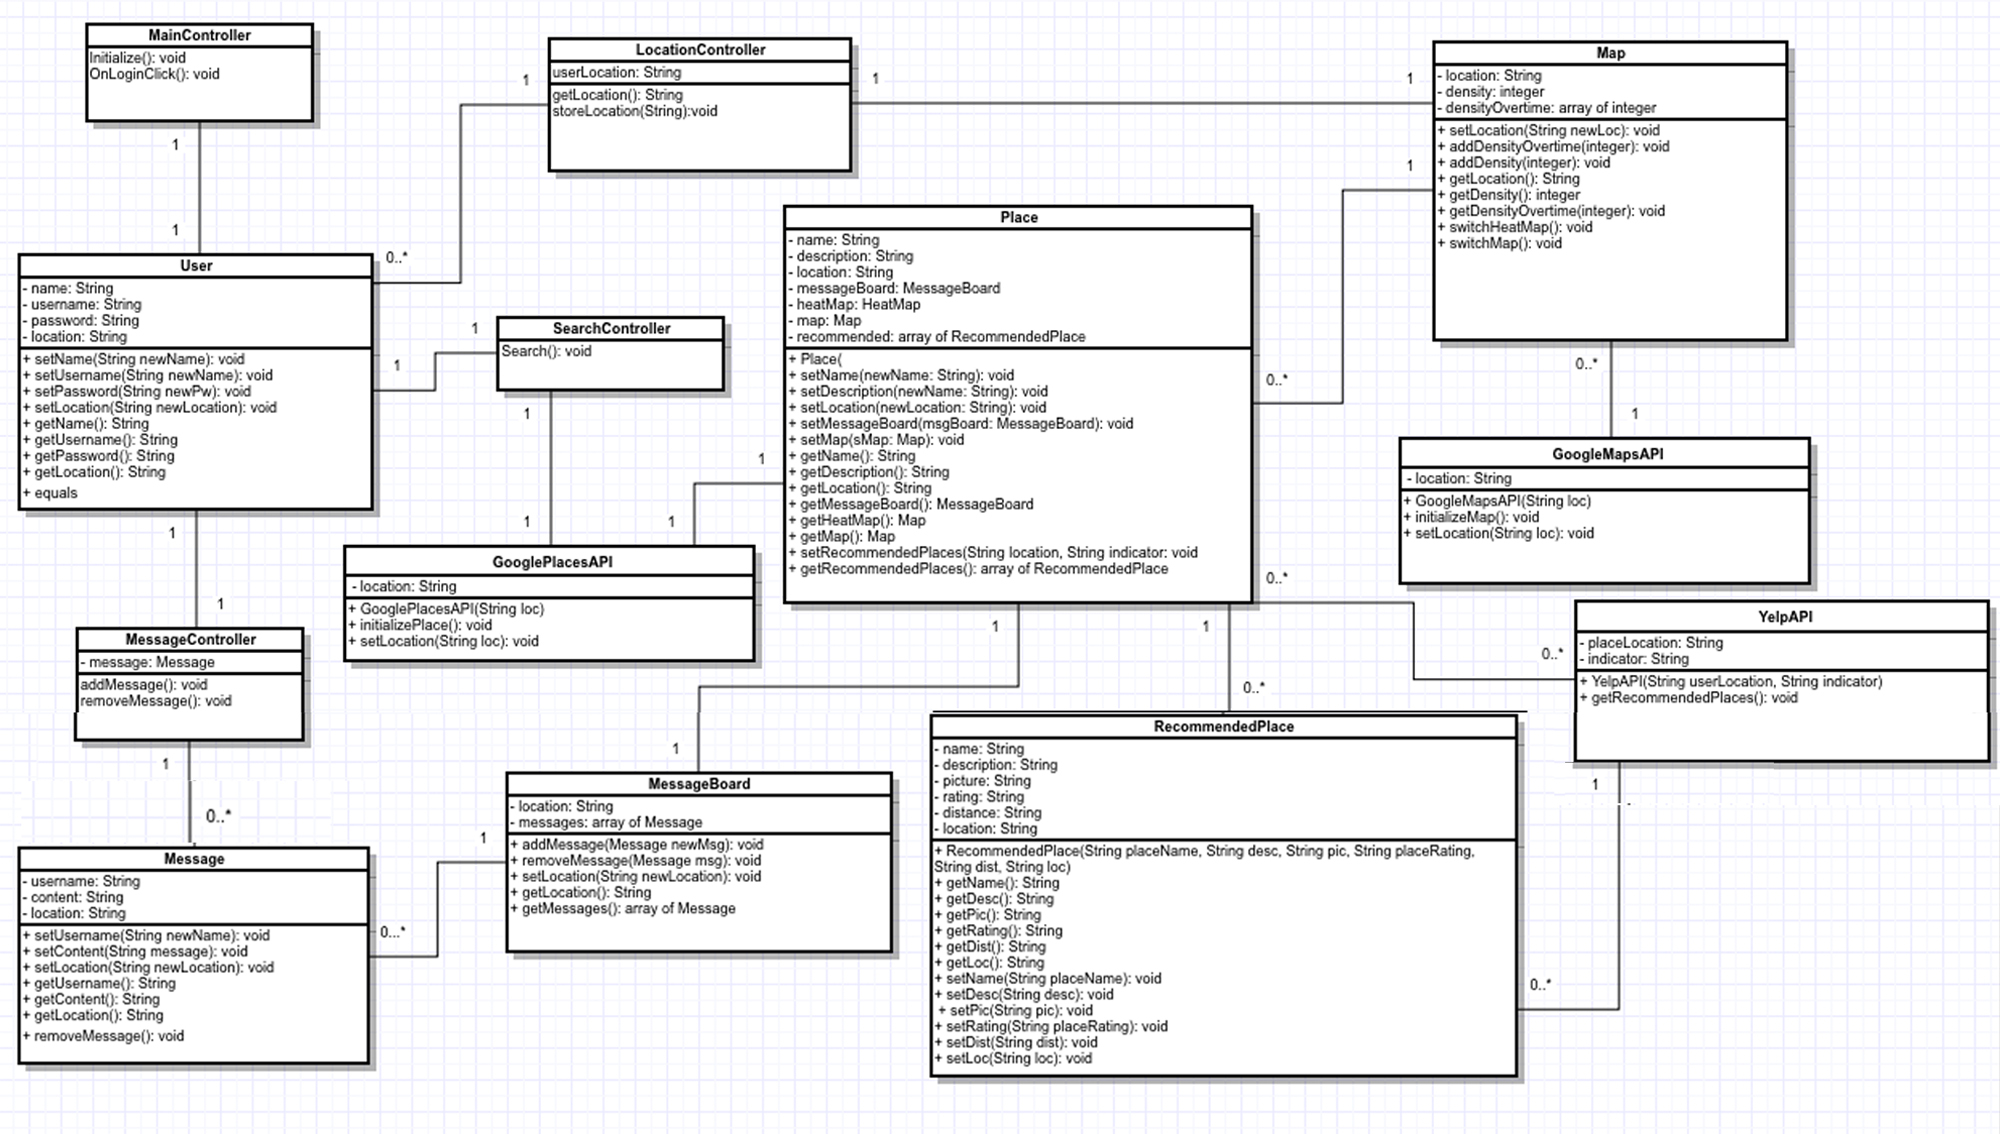 MainController
Initialize(): void
OnLoginClick(): void
1
1
LocationController
userLocation: String
getLocation(): String
storeLocation(String):void
1
1
1
0..*
Map
- location: String
- density: integer
- densityOvertime: array of integer
+ setLocation(String newLoc): void
+ addDensityOvertime(integer): void
+ addDensity(integer): void
+ getLocation(): String
+ getDensity(): integer
+ getDensityOvertime(integer): void
+ switchHeatMap(): void
+ switchMap(): void
1
0..*
1
User
- name: String
- username: String
- password: String
- location: String
+ setName(String newName): void
+ setUsername(String newName): void
+ setPassword(String newPw): void
+ setLocation(String newLocation): void
+ getName(): String
+ getUsername(): String
+ getPassword(): String
+ getLocation(): String
+ equals
1
1
1
1
SearchController
Search(): void
1
1
Place
- name: String
- description: String
- location: String
- messageBoard: MessageBoard
- heatMap: HeatMap
- map: Map
- recommended: array of RecommendedPlace
+ Place(
+ setName(newName: String): void
+ setDescription(newName: String): void
+ setLocation(newLocation: String): void
+ setMessageBoard(msgBoard: MessageBoard): void
+ setMap(sMap: Map): void
+ getName(): String
+ getDescription(): String
+ getLocation(): String
+ getMessageBoard(): MessageBoard
+ getHeatMap(): Map
+ getMap(): Map
+ setRecommendedPlaces(String location, String indicator: void
+ getRecommendedPlaces(): array of RecommendedPlace
0..*
0..*
1
1
1
1
0..*
GoogleMapsAPI
- location: String
+ GoogleMapsAPI(String loc)
+ initializeMap(): void
+ setLocation(String loc): void
GooglePlacesAPI
- location: String
+ GooglePlacesAPI(String loc)
+ initializePlace(): void
+ setLocation(String loc): void
YelpAPI
- placeLocation: String
- indicator: String
+ YelpAPI(String userLocation, String indicator)
+ getRecommendedPlaces(): void
0..*
1
0..*
MessageController
- message: Message
addMessage(): void
removeMessage(): void
1
0..*
MessageBoard
- location: String
- messages: array of Message
+ addMessage(Message newMsg): void
+ removeMessage(Message msg): void
+ setLocation(String newLocation): void
+ getLocation(): String
+ getMessages(): array of Message
1
1
0...*
RecommendedPlace
- name: String
- description: String
- picture: String
- rating: String
- distance: String
- location: String
+ RecommendedPlace(String placeName, String desc, String pic, String placeRating,
String dist, String loc)
+ getName(): String
+ getDesc(): String
+ getPic(): String
+ getRating(): String
+ getDist(): String
+ getLoc(): String
+ setName(String placeName): void
+ setDesc(String desc): void
+ setPic(String pic): void
+ setRating(String placeRating): void
+ setDist(String dist): void
+ setLoc(String loc): void
Message
- username: String
- content: String
- location: String
+ setUsername(String newName): void
+ setContent(String message): void
+ setLocation(String newLocation): void
+ getUsername(): String
+ getContent(): String
+ getLocation(): String
+ removeMessage(): void